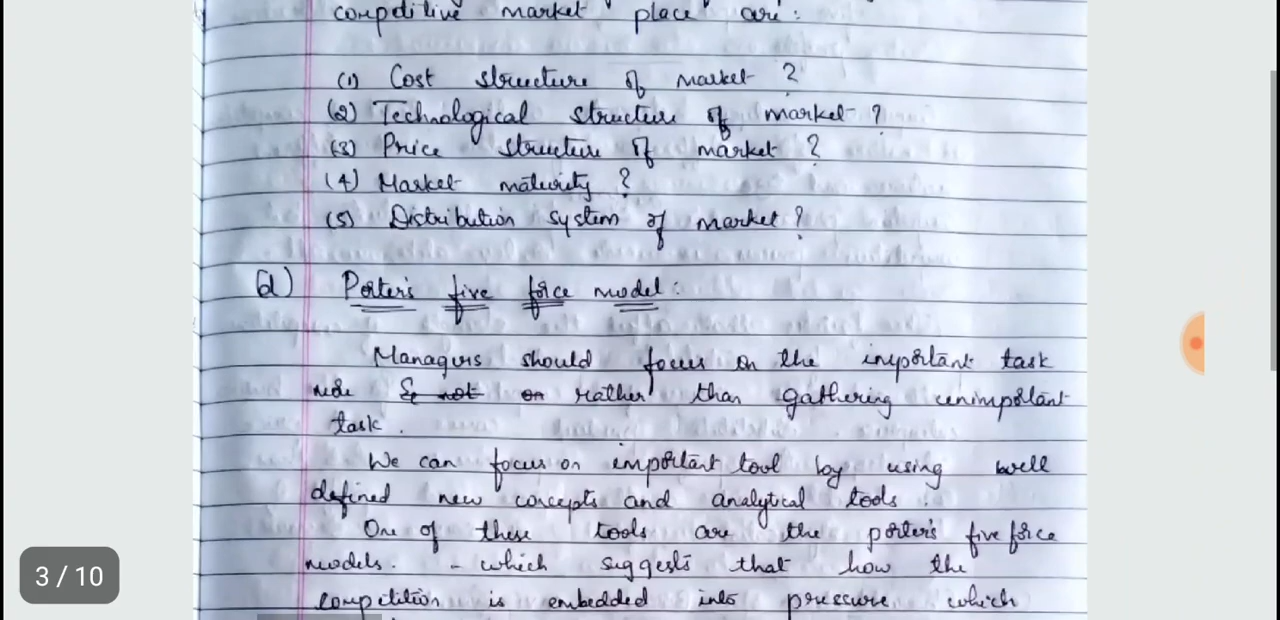 competitive market place are:
(1) Cost structure of market ?
(2) Technological structure of market ?
(3) Price structure of market ?
(4) Market maturity ?
(5) Distribution system of market ?
d) Porter's five force model :
Managers should focus on the important task
& not on rather than gathering unimportant
task .
We can focus on important tool by using well
defined new concepts and analytical tools .
One of these tools are the porter's five force
models. - which suggests that how the
competition is embedded into pressure which
3 / 10